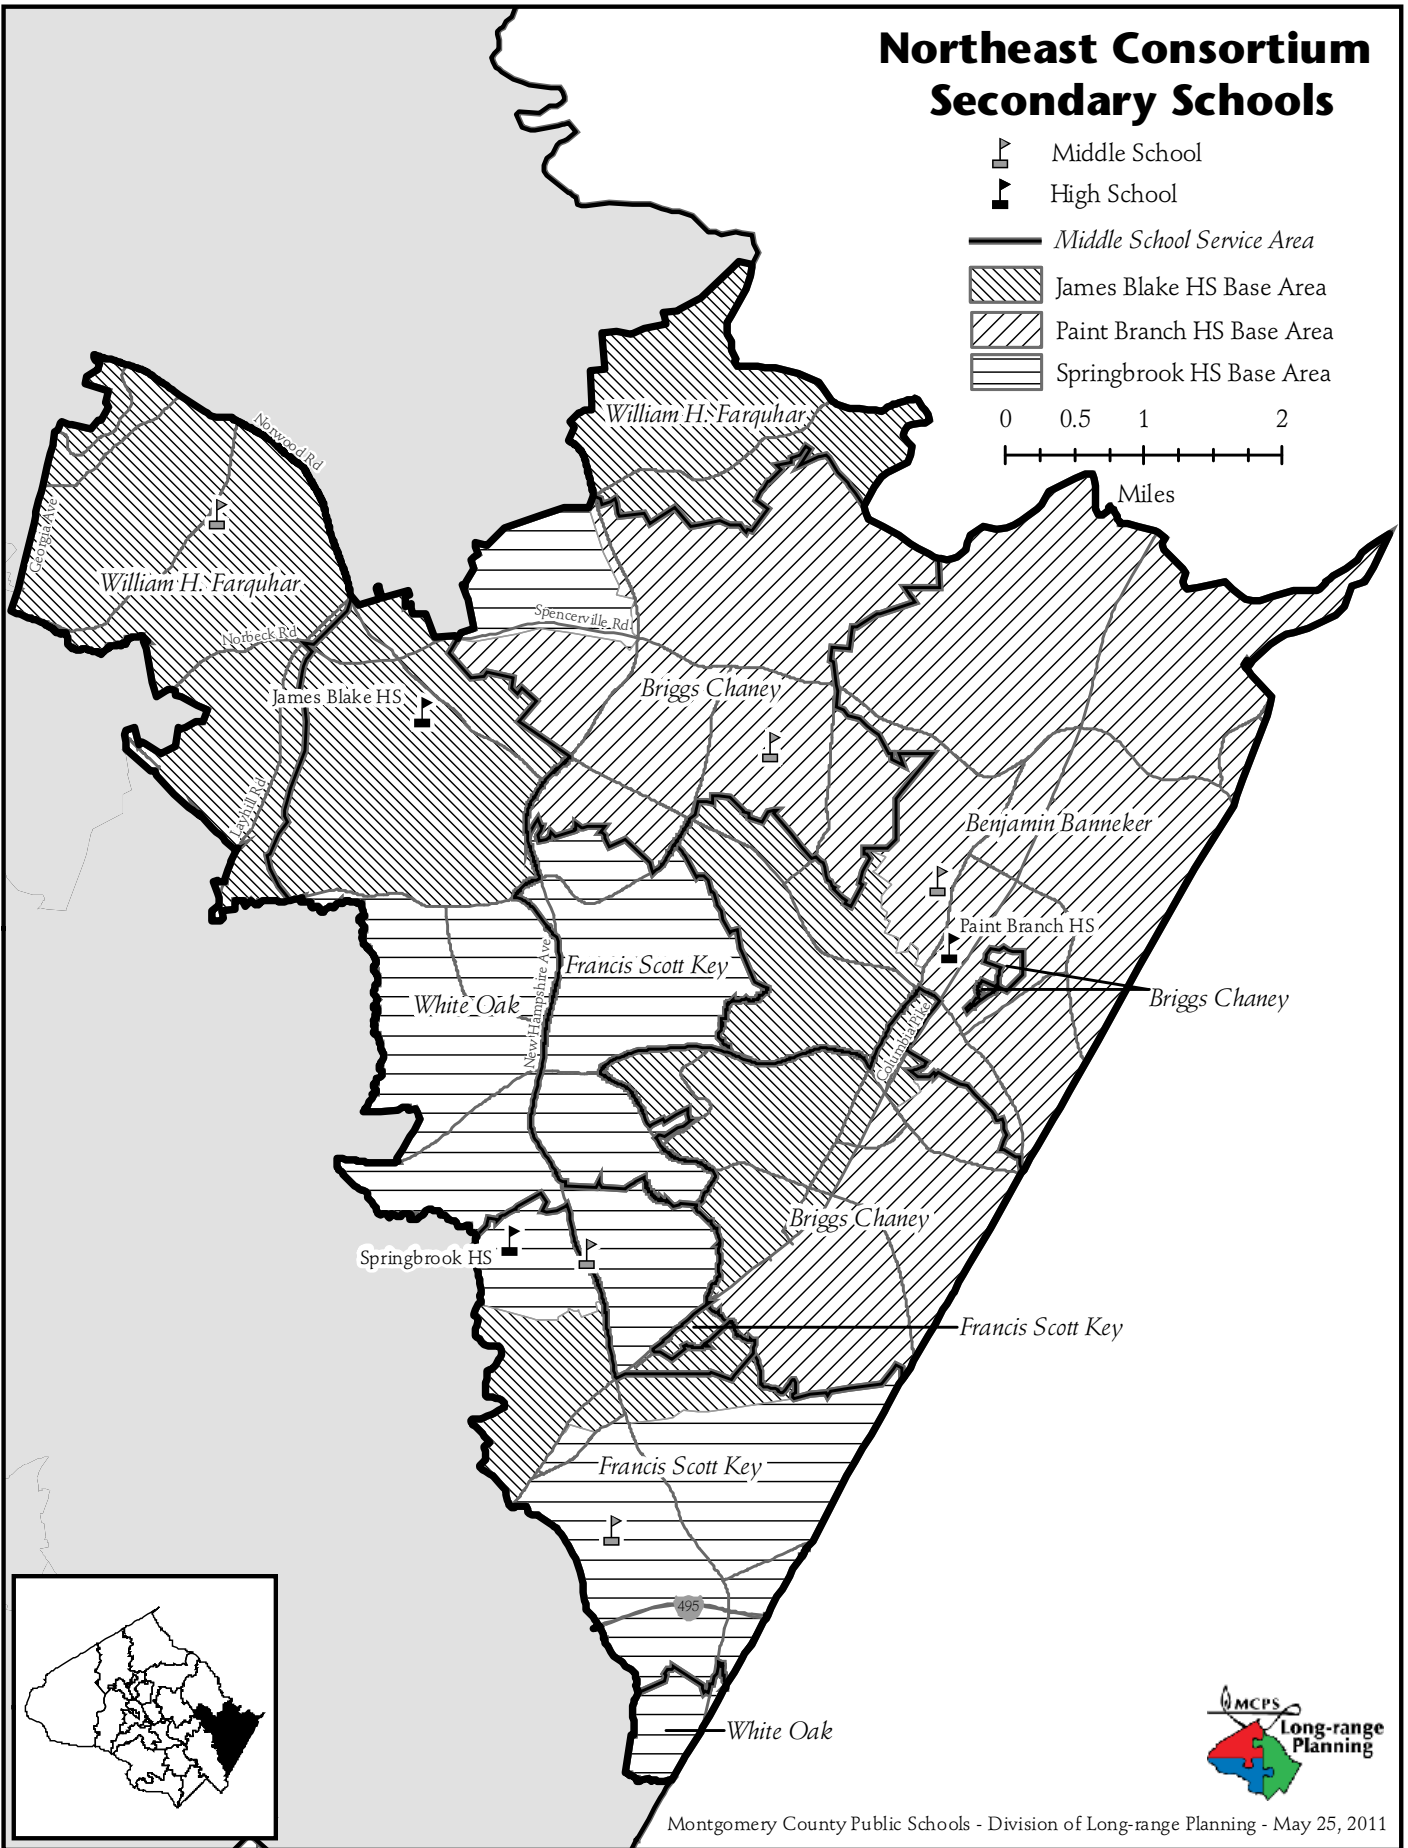 Northeast Consortium
Secondary Schools
Middle School
High School
Middle School Service Area
James Blake HS Base Area
Paint Branch HS Base Area
Springbrook HS Base Area
0 0.5 1 2
Miles
William H. Farquhar
Norwood Rd
Georgia Ave
William H. Farquhar
Spencerville Rd
Norbeck Rd
James Blake HS
Briggs Chaney
Layhill Rd
Benjamin Banneker
Paint Branch HS
Francis Scott Key
White Oak
New Hampshire Ave
Briggs Chaney
Columbia Pike
Briggs Chaney
Springbrook HS
Francis Scott Key
Francis Scott Key
495
White Oak
MCPS
Long-range
Planning
Montgomery County Public Schools - Division of Long-range Planning - May 25, 2011